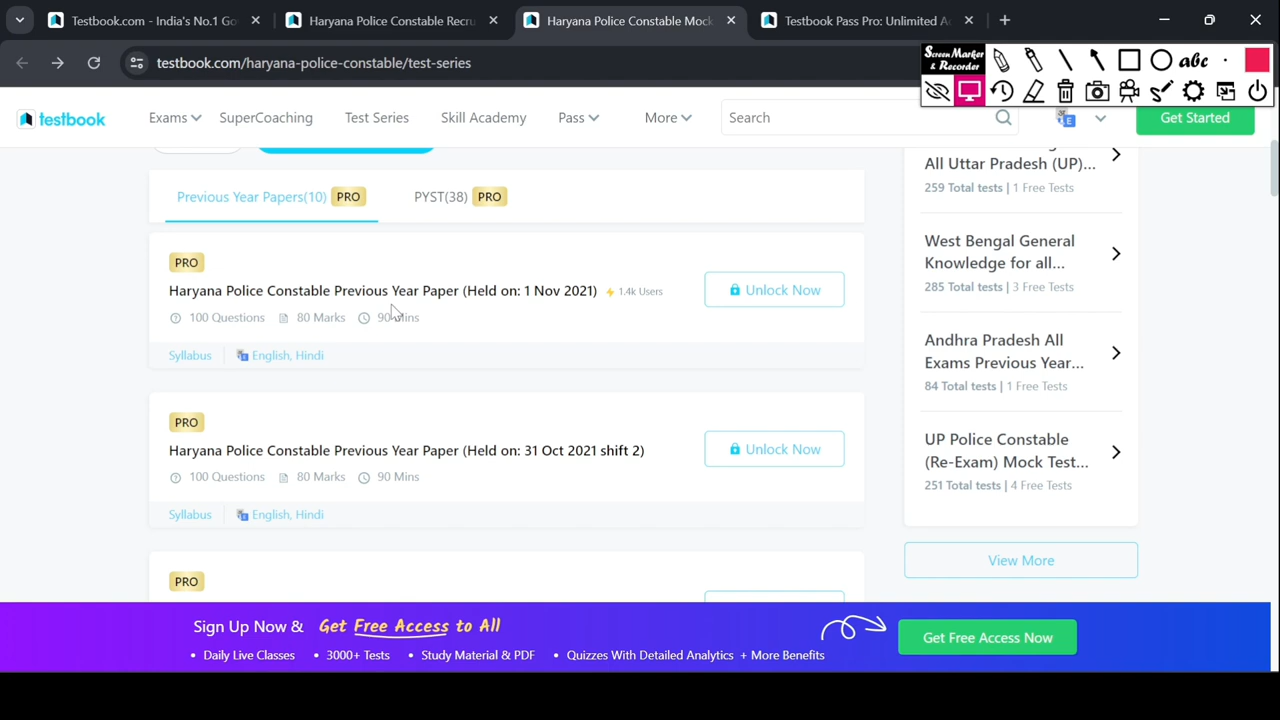 Testbook.com - India's No.1 Go
Haryana Police Constable Recru
Haryana Police Constable Mock
Testbook Pass Pro: Unlimited Ac
testbook.com/haryana-police-constable/test-series
Screen Marker
& Recorder
abc
testbook
Exams
SuperCoaching
Test Series
Skill Academy
Pass
More
Search
Get Started
Previous Year Papers(10) PRO
PYST(38) PRO
PRO
Haryana Police Constable Previous Year Paper (Held on: 1 Nov 2021) 1.4k Users
100 Questions 80 Marks 90 Mins
Unlock Now
Syllabus English, Hindi
PRO
Haryana Police Constable Previous Year Paper (Held on: 31 Oct 2021 shift 2)
100 Questions 80 Marks 90 Mins
Unlock Now
Syllabus English, Hindi
PRO
All Uttar Pradesh (UP)...
259 Total tests | 1 Free Tests
West Bengal General
Knowledge for all...
285 Total tests | 3 Free Tests
Andhra Pradesh All
Exams Previous Year...
84 Total tests | 1 Free Tests
UP Police Constable
(Re-Exam) Mock Test...
251 Total tests | 4 Free Tests
View More
Sign Up Now & Get Free Access to All
• Daily Live Classes • 3000+ Tests • Study Material & PDF • Quizzes With Detailed Analytics + More Benefits
Get Free Access Now